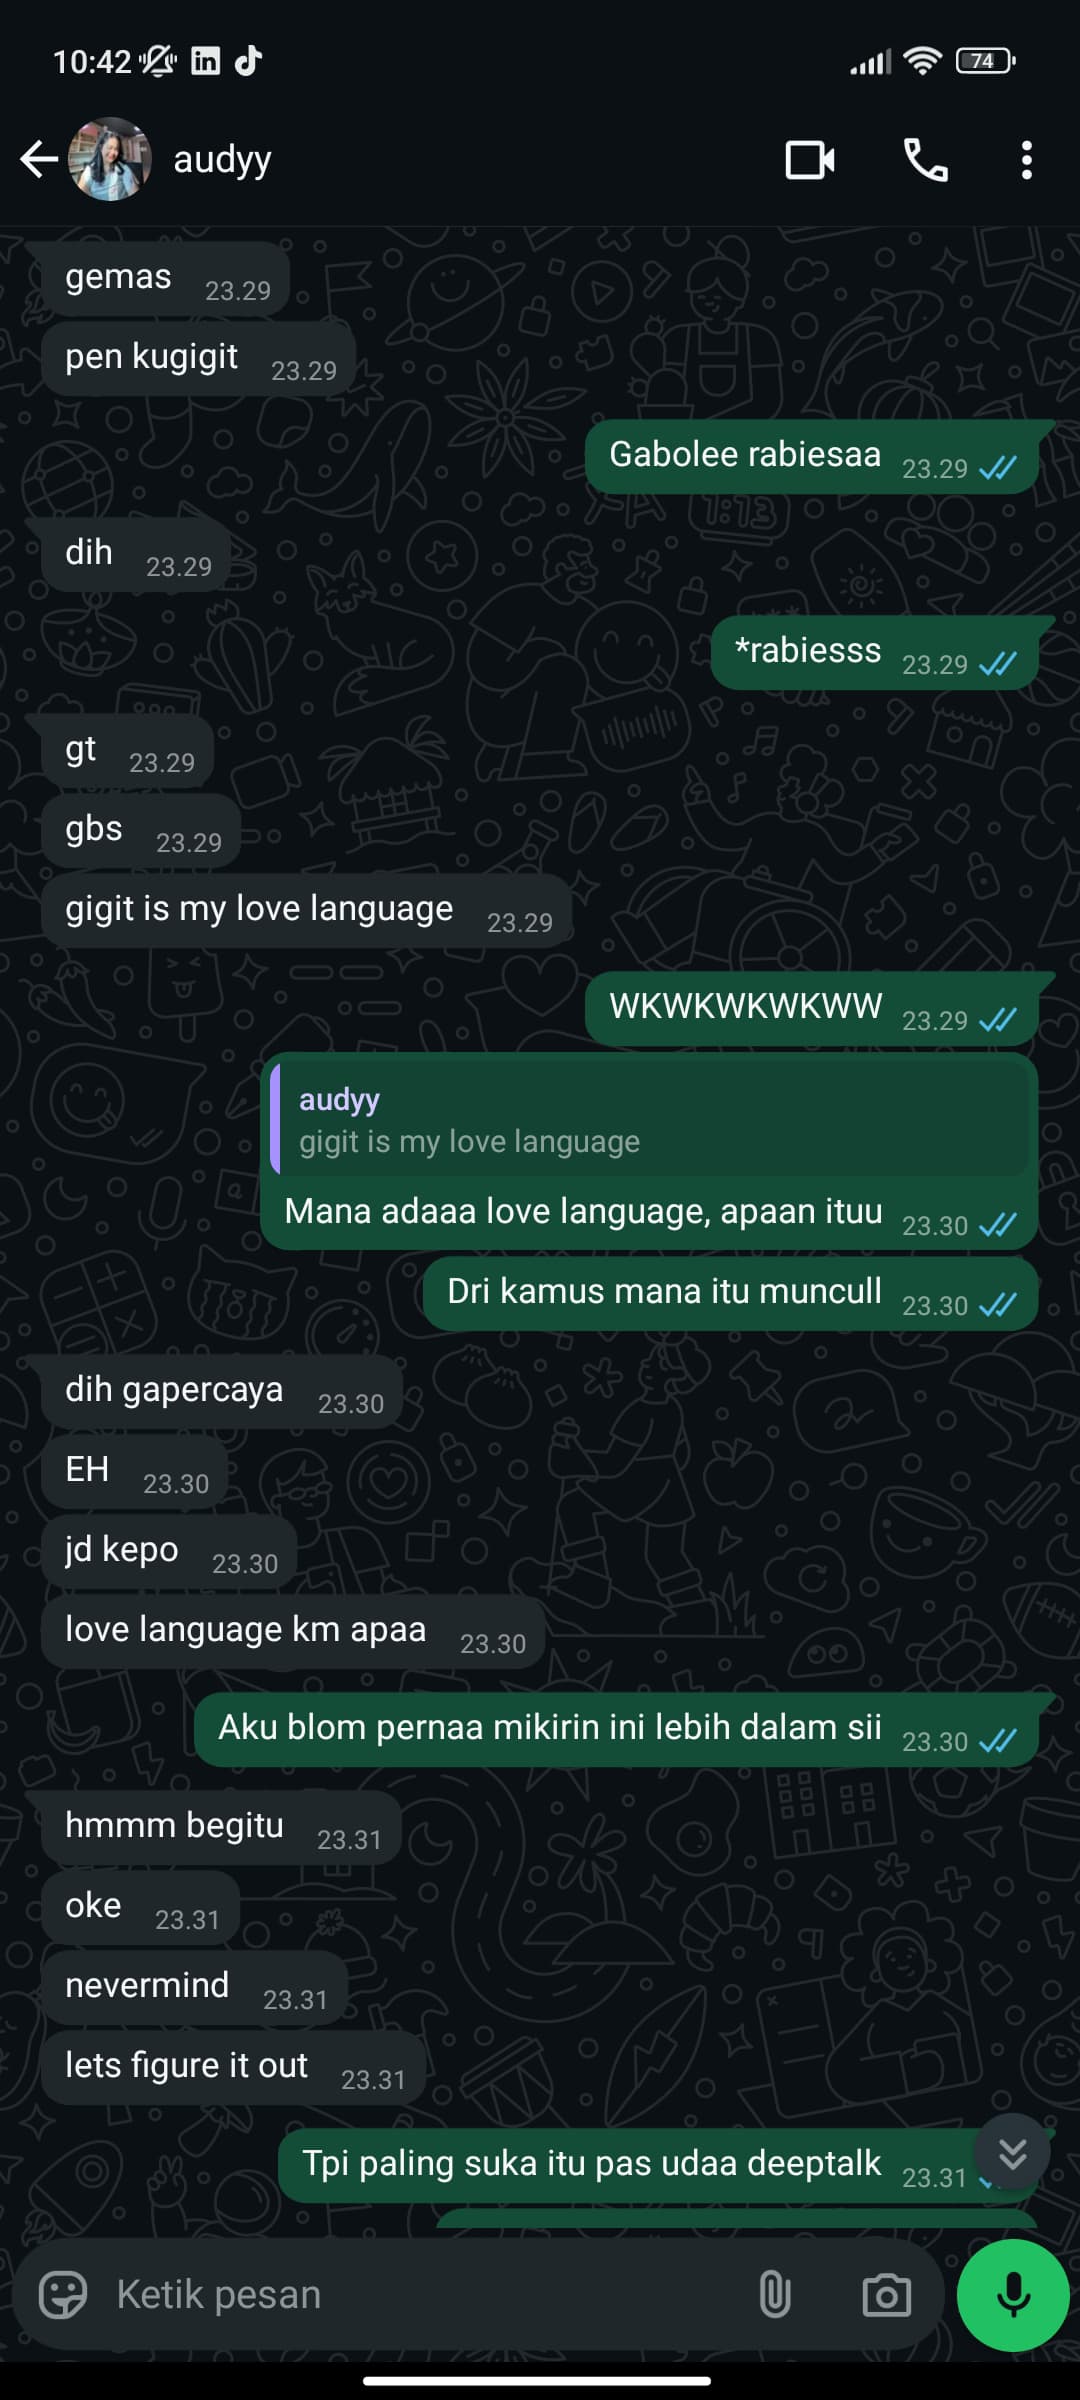 10:42
74
audyy
gemas 23.29
pen kugigit 23.29
Gabolee rabiesaa 23.29
dih 23.29
*rabiesss 23.29
gt 23.29
gbs 23.29
gigit is my love language 23.29
WKWKWKWKWW 23.29
audyy
gigit is my love language
Mana adaaa love language, apaan ituu 23.30
Dri kamus mana itu muncull 23.30
dih gapercaya 23.30
EH 23.30
jd kepo 23.30
love language km apaa 23.30
Aku blom pernaa mikirin ini lebih dalam sii 23.30
hmmm begitu 23.31
oke 23.31
nevermind 23.31
lets figure it out 23.31
Tpi paling suka itu pas udaa deeptalk 23.31
Ketik pesan